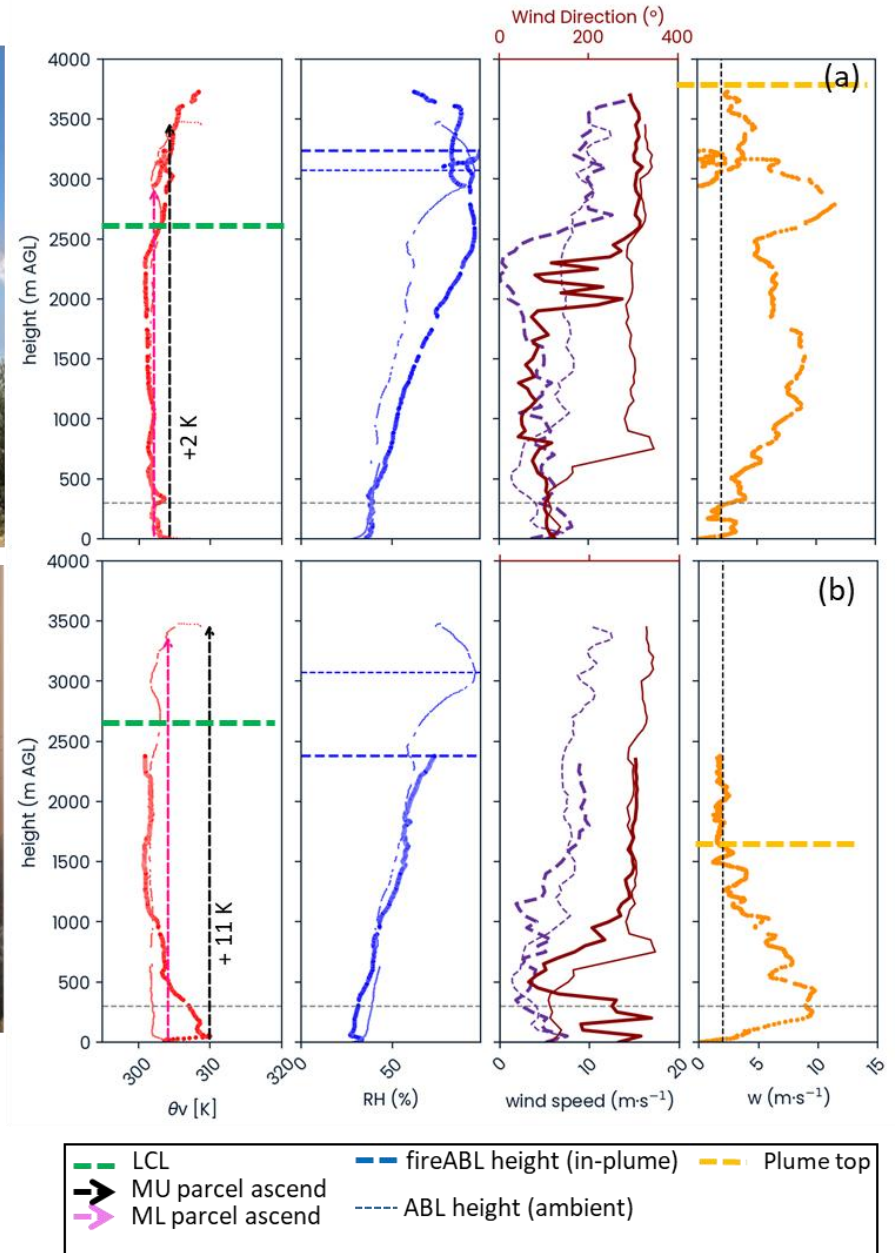 Wind Direction (º)
0 200 400
(a)
4000
3500
3000
2500
2000
1500
1000
500
0
height (m AGL)
+2 K
(b)
4000
3500
3000
2500
2000
1500
1000
500
0
height (m AGL)
+ 11 K
300 310 320
θv [K]
0 50
RH (%)
0 10 20
wind speed (m·s⁻¹)
0 5 10 15
w (m·s⁻¹)
LCL
MU parcel ascend
ML parcel ascend
fireABL height (in-plume)
ABL height (ambient)
Plume top